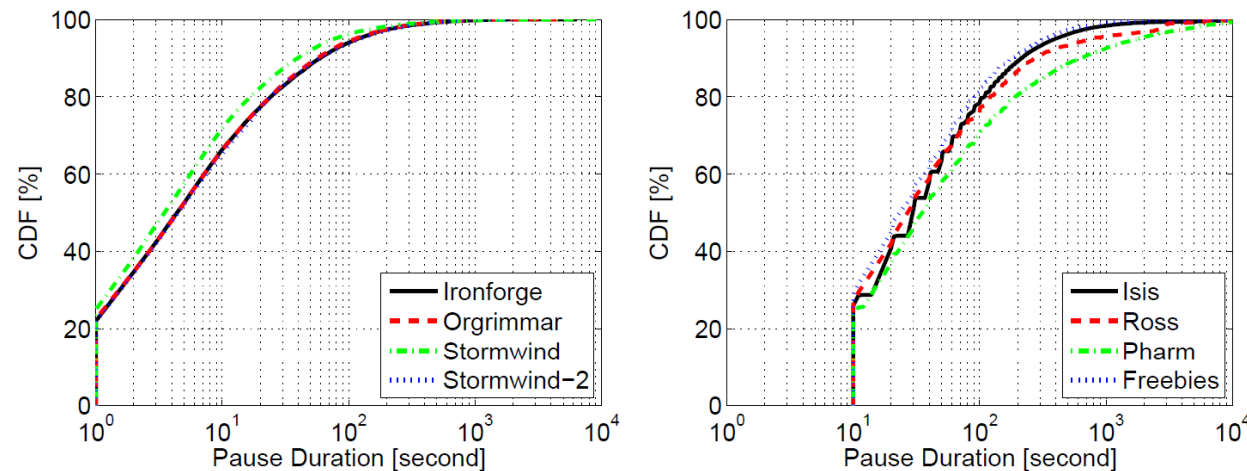 CDF [%]
100
80
60
40
20
0
10^0
10^1
10^2
10^3
10^4
Pause Duration [second]
Ironforge
Orgrimmar
Stormwind
Stormwind−2
CDF [%]
100
80
60
40
20
0
10^0
10^1
10^2
10^3
10^4
Pause Duration [second]
Isis
Ross
Pharm
Freebies